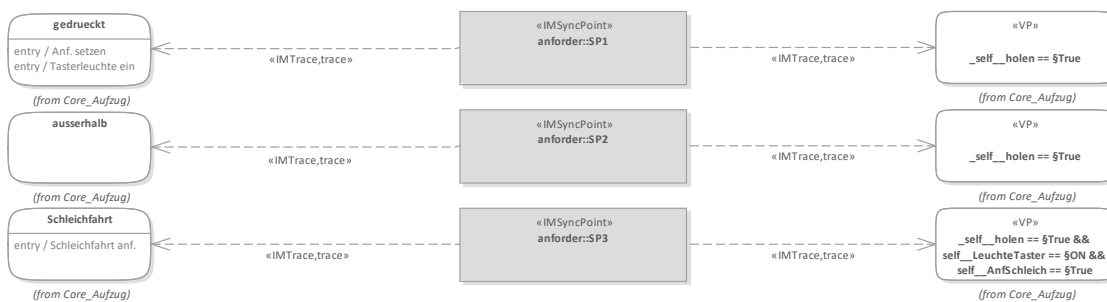 gedrueckt
entry / Anf. setzen
entry / Tasterleuchte ein
(from Core_Aufzug)
«IMTrace,trace»
«IMSyncPoint»
anforder::SP1
«IMTrace,trace»
«VP»
_self__holen == §True
(from Core_Aufzug)
ausserhalb
(from Core_Aufzug)
«IMTrace,trace»
«IMSyncPoint»
anforder::SP2
«IMTrace,trace»
«VP»
_self__holen == §True
(from Core_Aufzug)
Schleichfahrt
entry / Schleichfahrt anf.
(from Core_Aufzug)
«IMTrace,trace»
«IMSyncPoint»
anforder::SP3
«IMTrace,trace»
«VP»
_self__holen == §True &&
self__LeuchteTaster == §ON &&
self__AnfSchleich == §True
(from Core_Aufzug)